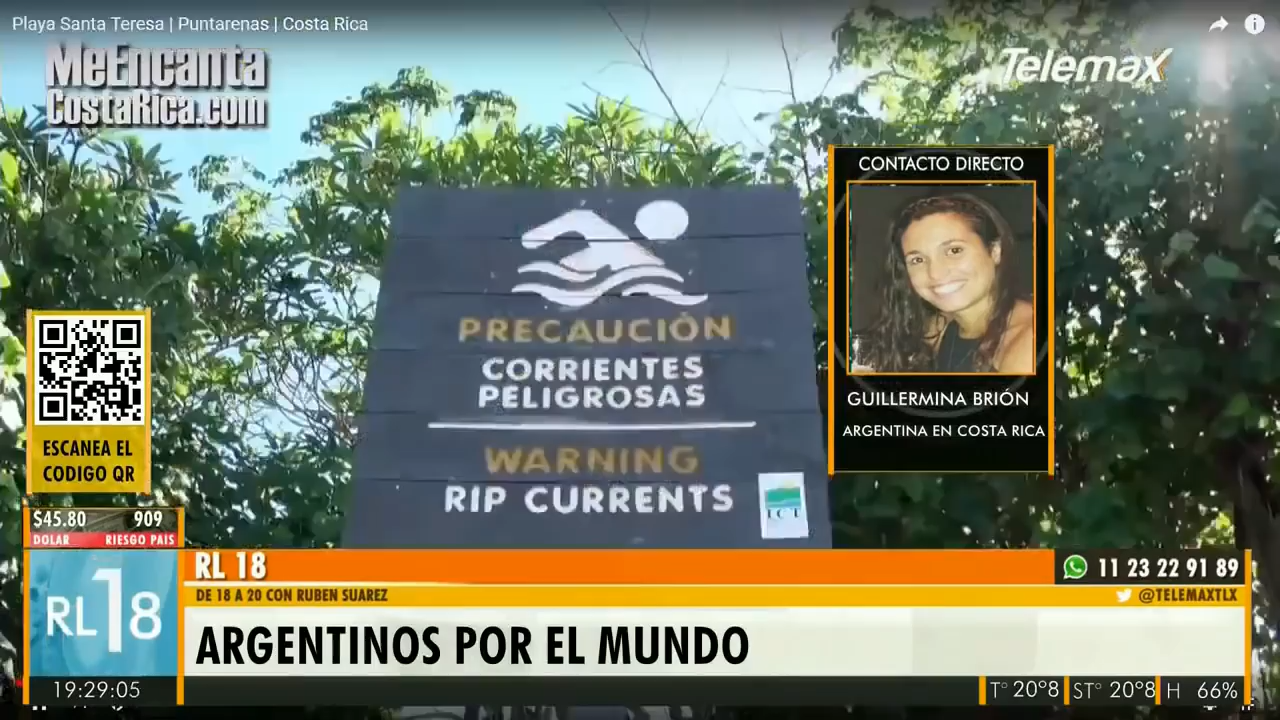 Playa Santa Teresa | Puntarenas | Costa Rica
MeEncanta
CostaRica.com
Telemax
CONTACTO DIRECTO
GUILLERMINA BRIÓN
ARGENTINA EN COSTA RICA
PRECAUCIÓN
CORRIENTES
PELIGROSAS
WARNING
RIP CURRENTS
ICT
ESCANEA EL
CODIGO QR
$45.80 909
DOLAR RIESGO PAIS
RL 18
RL 18
11 23 22 91 89
DE 18 A 20 CON RUBEN SUAREZ
@TELEMAXTLX
ARGENTINOS POR EL MUNDO
19:29:05
T° 20°8 ST° 20°8 H 66%